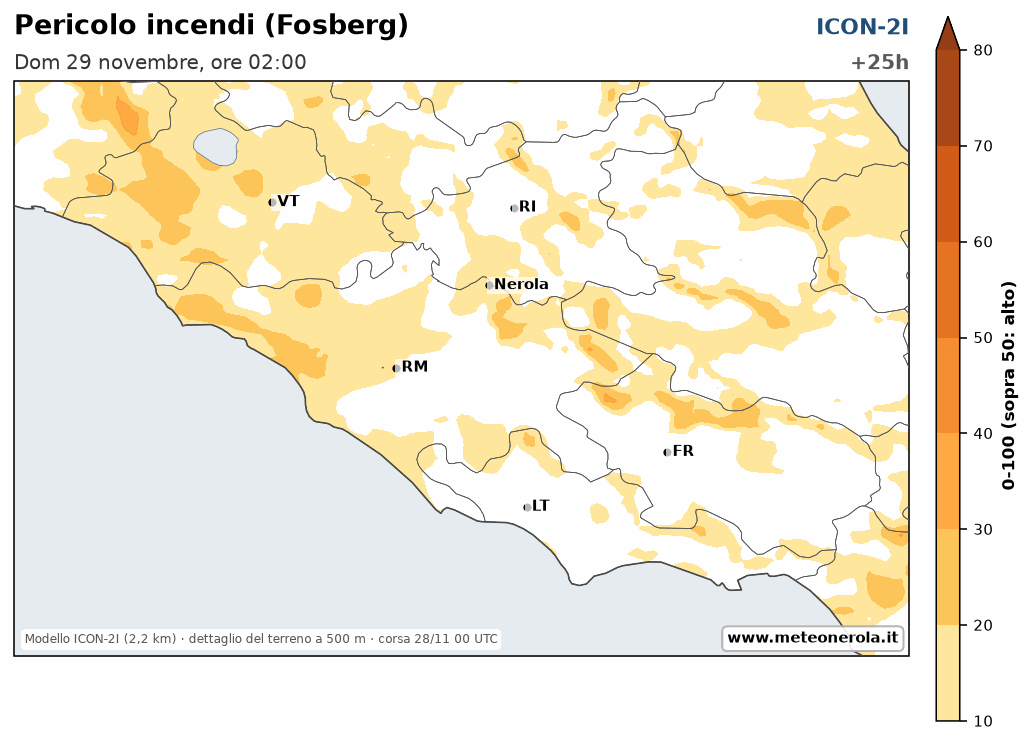 Pericolo incendi (Fosberg)
ICON-2I
Dom 29 novembre, ore 02:00
+25h
VT
RI
Nerola
RM
FR
LT
Modello ICON-2I (2,2 km) · dettaglio del terreno a 500 m · corsa 28/11 00 UTC
www.meteonerola.it
80
70
60
50
40
30
20
10
0-100 (sopra 50: alto)